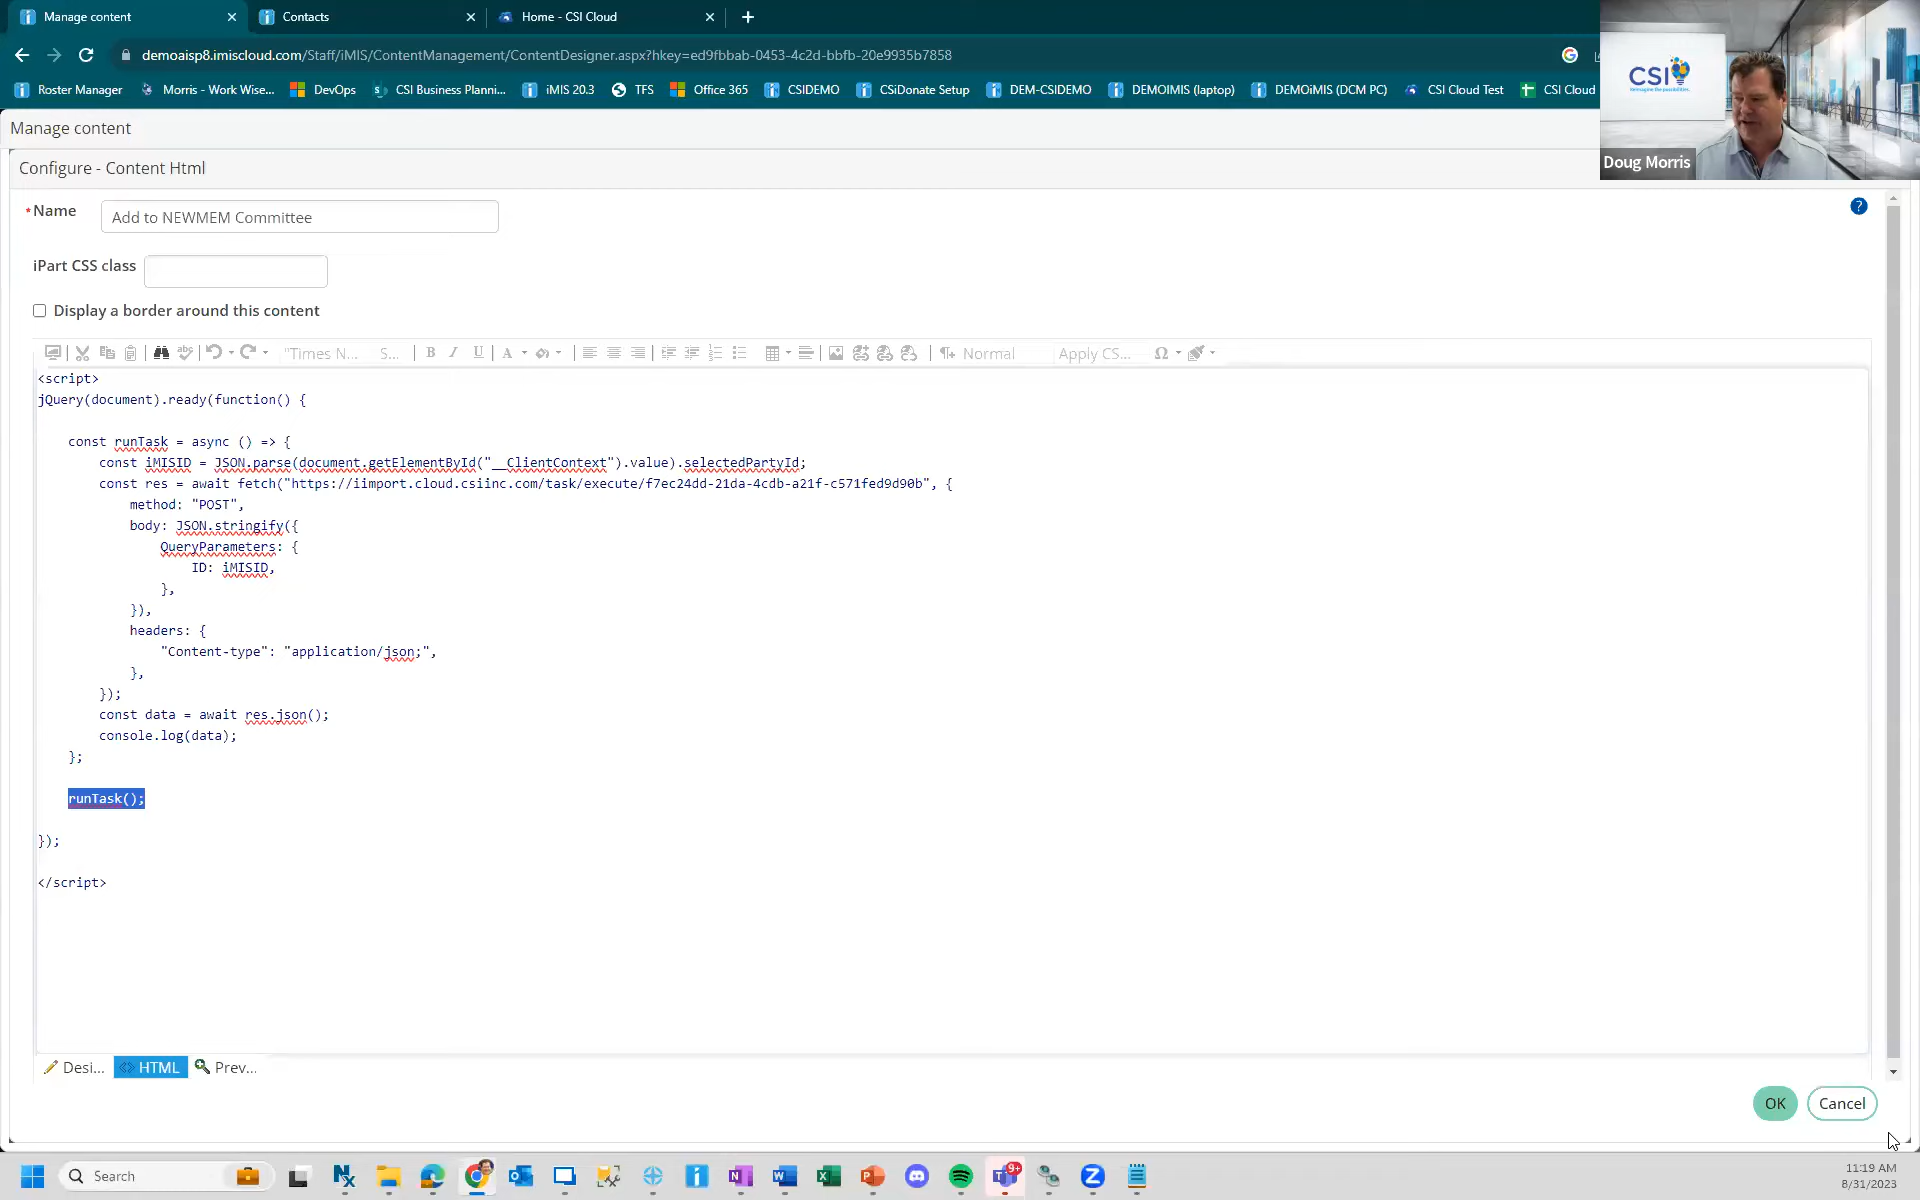 Manage content
Contacts
Home - CSI Cloud
demoaisp8.imiscloud.com/Staff/iMIS/ContentManagement/ContentDesigner.aspx?hkey=ed9fbbab-0453-4c2d-bbfb-20e9935b7858
Roster Manager
Morris - Work Wise...
DevOps
CSI Business Planni...
iMIS 20.3
TFS
Office 365
CSIDEMO
CSiDonate Setup
DEM-CSIDEMO
DEMOIMIS (laptop)
DEMOiMIS (DCM PC)
CSI Cloud Test
CSI Cloud
CSI
Doug Morris
Manage content
Configure - Content Html
* Name
Add to NEWMEM Committee
?
iPart CSS class
Display a border around this content
"Times N... S... B I U A Normal Apply CS... Ω
<script>
jQuery(document).ready(function() {
const runTask = async () => {
const iMISID = JSON.parse(document.getElementById("__ClientContext").value).selectedPartyId;
const res = await fetch("https://iimport.cloud.csiinc.com/task/execute/f7ec24dd-21da-4cdb-a21f-c571fed9d90b", {
method: "POST",
body: JSON.stringify({
QueryParameters: {
ID: iMISID,
},
}),
headers: {
"Content-type": "application/json;",
},
});
const data = await res.json();
console.log(data);
};
runTask();
});
</script>
Desi...
HTML
Prev...
OK
Cancel
Search
9+
11:19 AM
8/31/2023